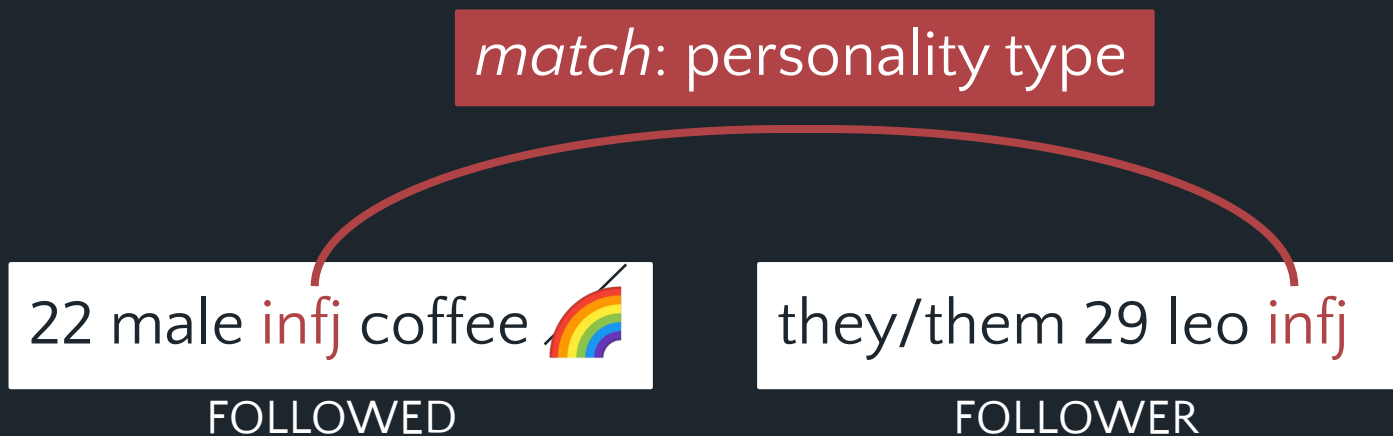 match: personality type
22 male infj coffee 🌈
they/them 29 leo infj
FOLLOWED
FOLLOWER